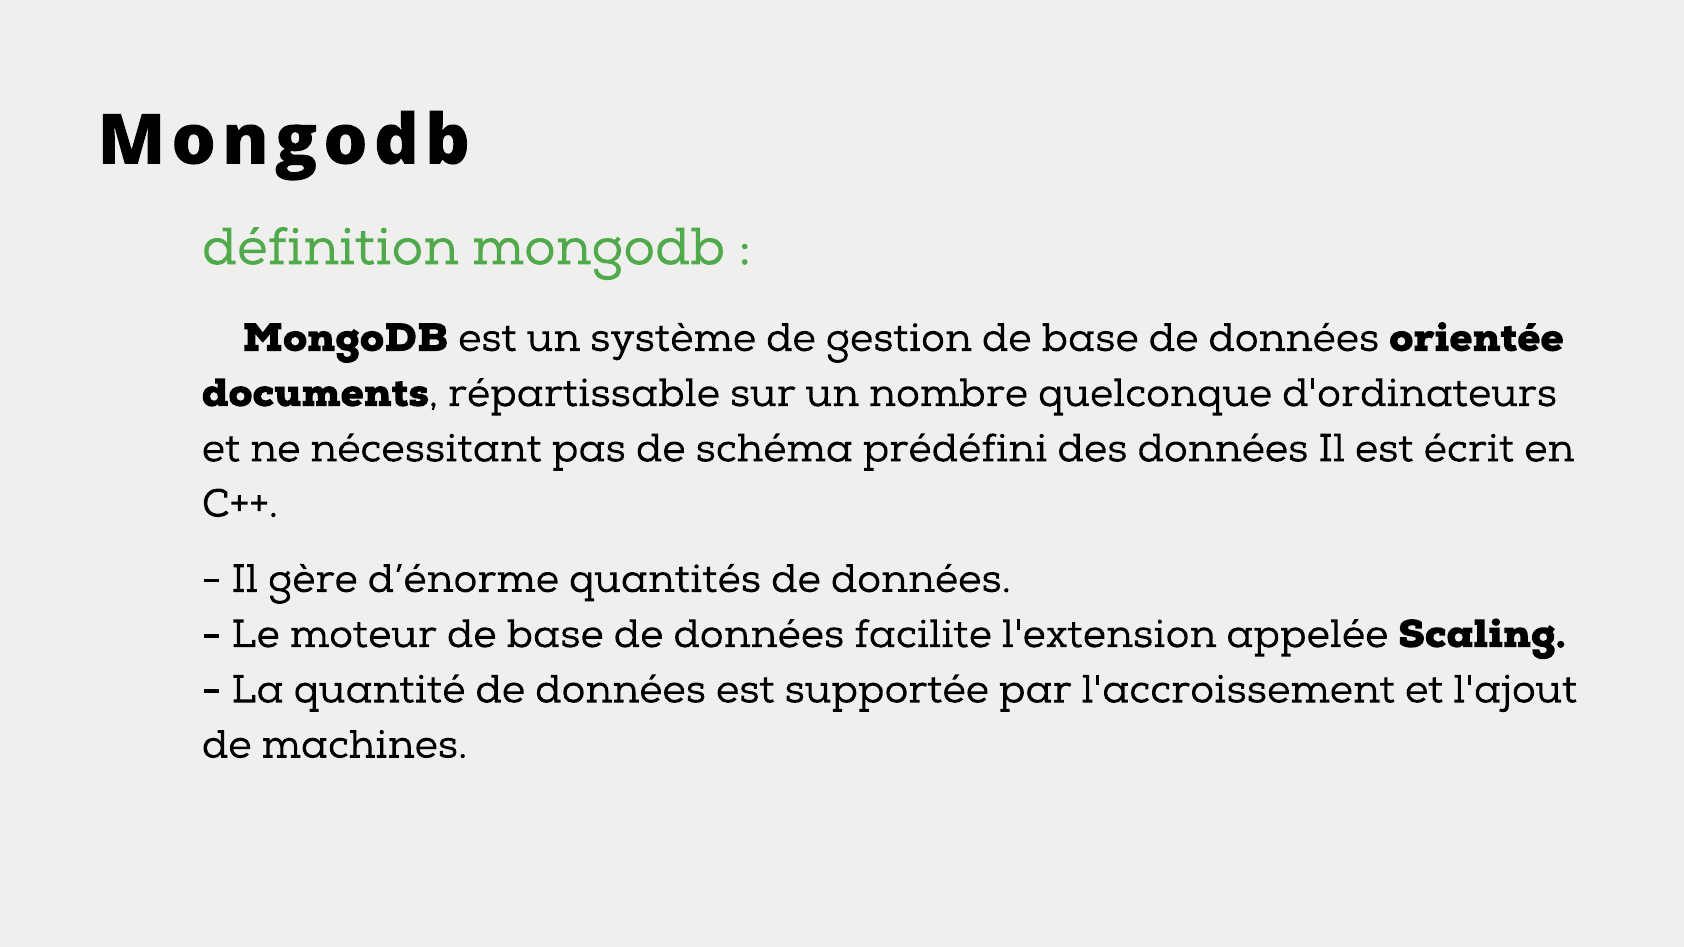 Mongodb
définition mongodb :
MongoDB est un système de gestion de base de données orientée
documents, répartissable sur un nombre quelconque d'ordinateurs
et ne nécessitant pas de schéma prédéfini des données Il est écrit en
C++.
- Il gère d’énorme quantités de données.
- Le moteur de base de données facilite l'extension appelée Scaling.
- La quantité de données est supportée par l'accroissement et l'ajout
de machines.